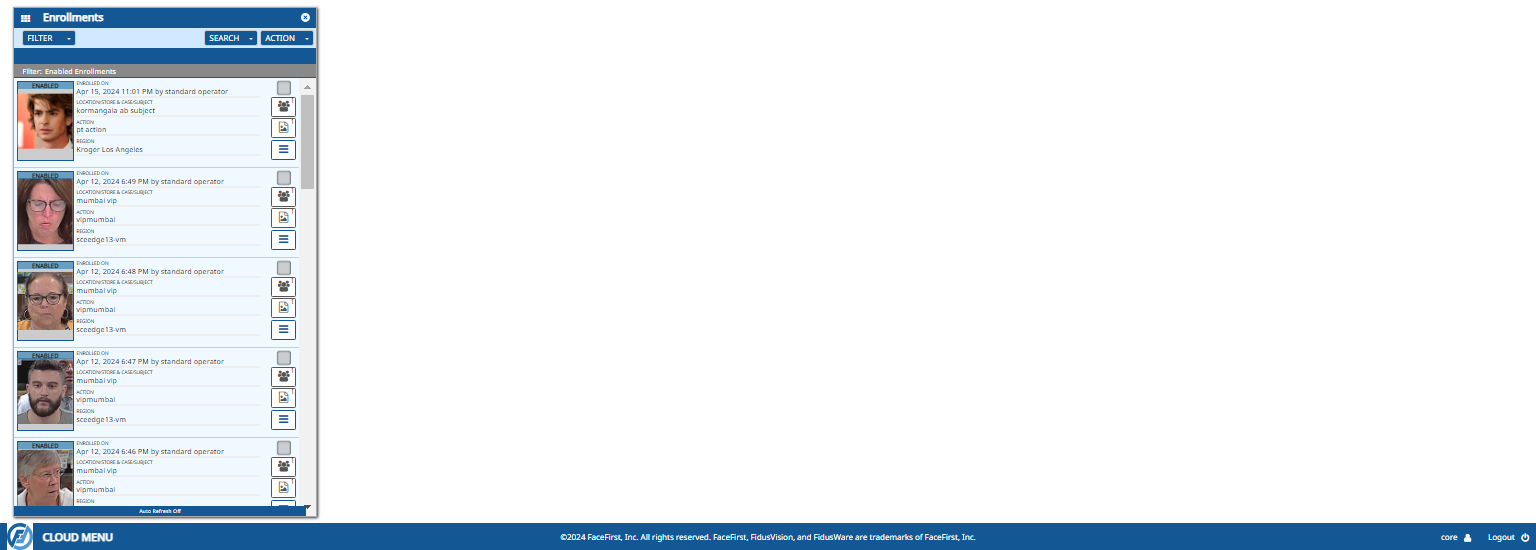 Enrollments
FILTER
SEARCH
ACTION
Filter: Enabled Enrollments
ENABLED
ENROLLED ON
Apr 15, 2024 11:01 PM by standard operator
LOCATION/STORE & CASE/SUBJECT
kormangala ab subject
ACTION
pt action
REGION
Kroger Los Angeles
ENABLED
ENROLLED ON
Apr 12, 2024 6:49 PM by standard operator
LOCATION/STORE & CASE/SUBJECT
mumbai vip
ACTION
vipmumbai
REGION
sceedge13-vm
ENABLED
ENROLLED ON
Apr 12, 2024 6:48 PM by standard operator
LOCATION/STORE & CASE/SUBJECT
mumbai vip
ACTION
vipmumbai
REGION
sceedge13-vm
ENABLED
ENROLLED ON
Apr 12, 2024 6:47 PM by standard operator
LOCATION/STORE & CASE/SUBJECT
mumbai vip
ACTION
vipmumbai
REGION
sceedge13-vm
ENABLED
ENROLLED ON
Apr 12, 2024 6:46 PM by standard operator
LOCATION/STORE & CASE/SUBJECT
mumbai vip
ACTION
vipmumbai
REGION
Auto Refresh Off
CLOUD MENU
©2024 FaceFirst, Inc. All rights reserved. FaceFirst, FidusVision, and FidusWare are trademarks of FaceFirst, Inc.
core
Logout